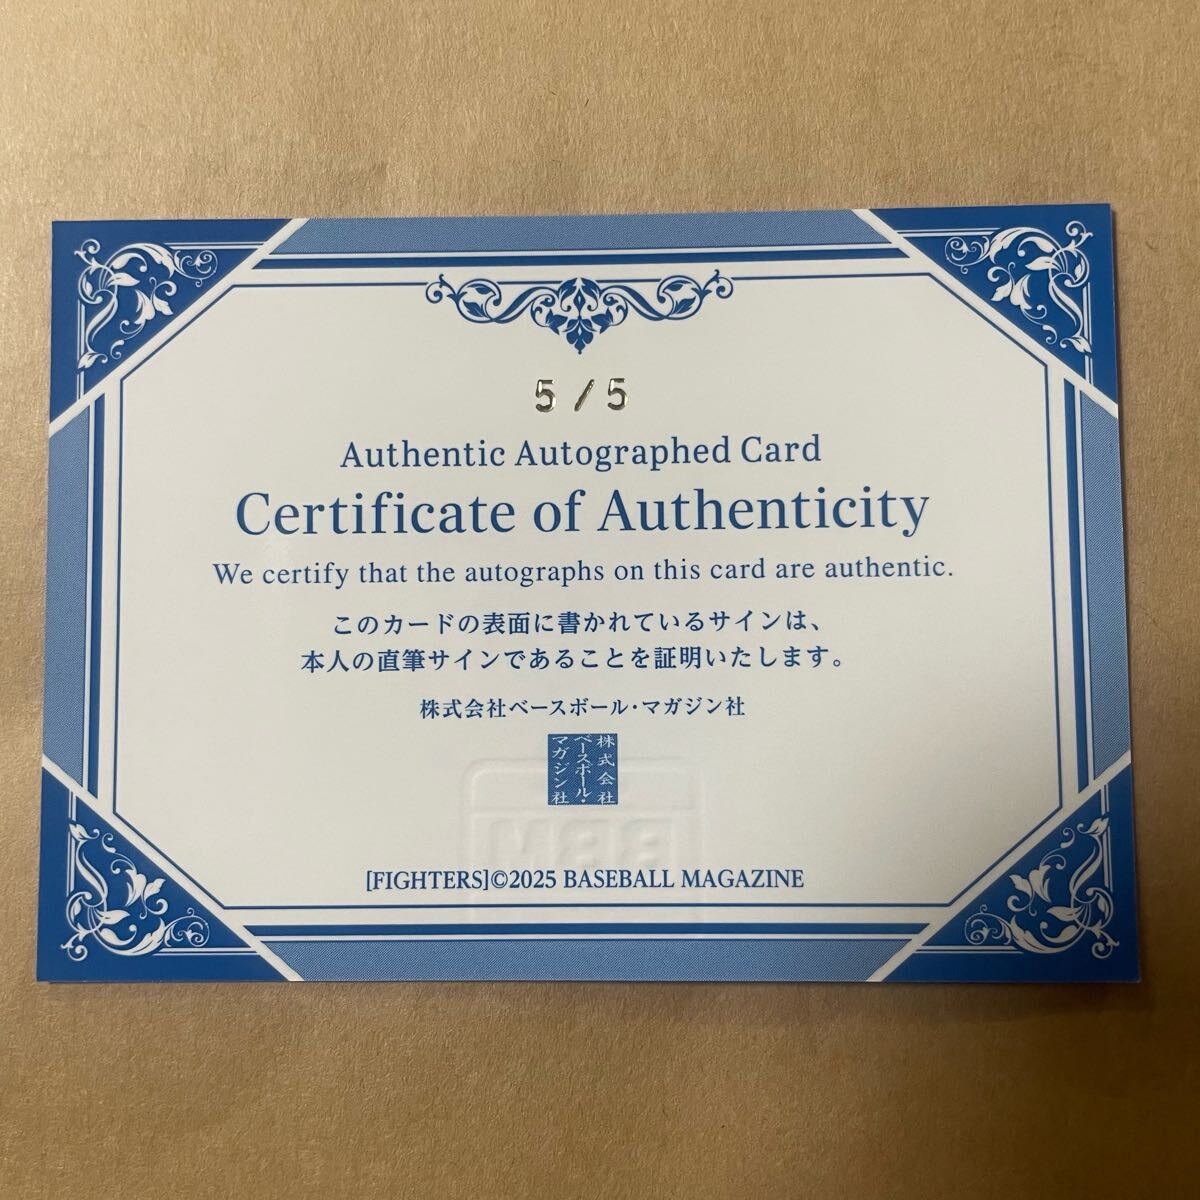 5/5
Authentic Autographed Card
Certificate of Authenticity
We certify that the autographs on this card are authentic.
このカードの表面に書かれているサインは、
本人の直筆サインであることを証明いたします。
株式会社ベースボール・マガジン社
株式会社
ベースボール・
マガジン社
BBM
[FIGHTERS]©2025 BASEBALL MAGAZINE